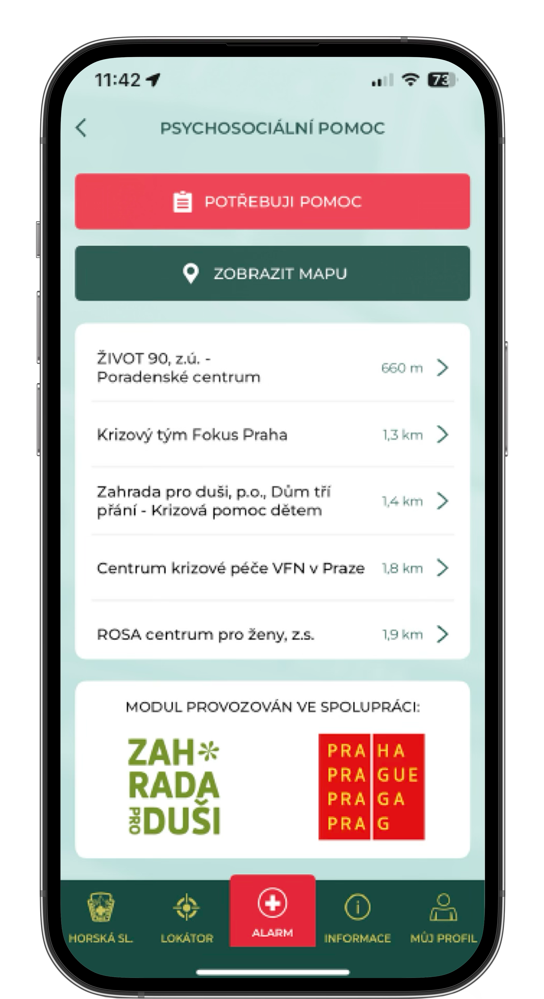 11:42
73
PSYCHOSOCIÁLNÍ POMOC
POTŘEBUJI POMOC
ZOBRAZIT MAPU
ŽIVOT 90, z.ú. -
Poradenské centrum
660 m
Krizový tým Fokus Praha
1,3 km
Zahrada pro duši, p.o., Dům tří
přání - Krizová pomoc dětem
1,4 km
Centrum krizové péče VFN v Praze
1,8 km
ROSA centrum pro ženy, z.s.
1,9 km
MODUL PROVOZOVÁN VE SPOLUPRÁCI:
ZAH
RADA
PRO DUŠI
PRA HA
PRA GUE
PRA GA
PRA G
HORSKÁ SL.
LOKÁTOR
ALARM
INFORMACE
MŮJ PROFIL